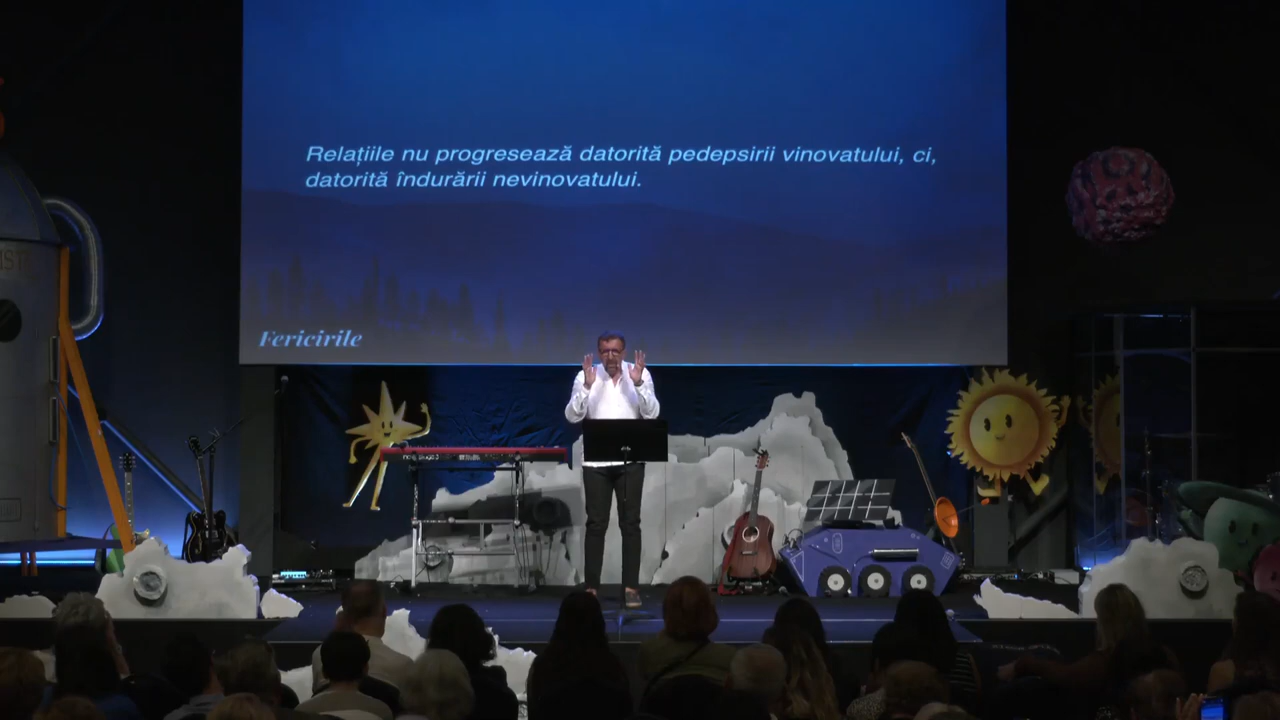 Relațiile nu progresează datorită pedepsirii vinovatului, ci,
datorită îndurării nevinovatului.
Fericirile